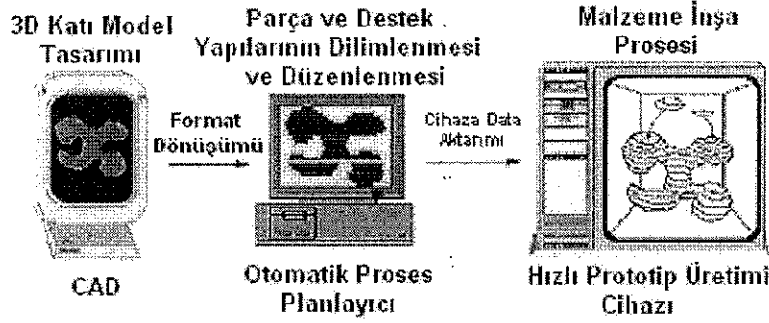 3D Katı Model
Tasarımı
Parça ve Destek
Yapılarının Dilimlenmesi
ve Düzenlenmesi
Malzeme İnşa
Prosesi
Format
Dönüşümü
Cihaza Data
Aktarımı
CAD
Otomatik Proses
Planlayıcı
Hızlı Prototip Üretimi
Cihazı